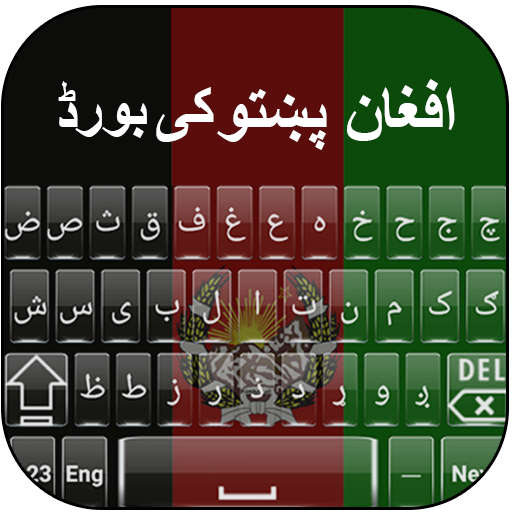 افغان پښتو کی بورڈ
ض ص ث ق ف غ ع ه خ ح ج چ
ش س ی ب ل ا ت ن م ک ګ
ظ ط ز ر ذ د ړ و ږ DEL
23 Eng — Ne